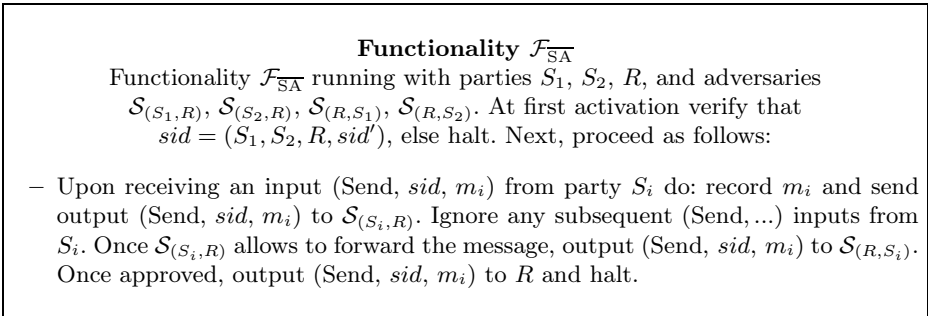 Functionality $\mathcal{F}_{\overline{\mathrm{SA}}}$
Functionality $\mathcal{F}_{\overline{\mathrm{SA}}}$ running with parties $S_1$, $S_2$, $R$, and adversaries
$\mathcal{S}_{(S_1,R)}$, $\mathcal{S}_{(S_2,R)}$, $\mathcal{S}_{(R,S_1)}$, $\mathcal{S}_{(R,S_2)}$. At first activation verify that
$sid = (S_1, S_2, R, sid')$, else halt. Next, proceed as follows:
– Upon receiving an input (Send, $sid$, $m_i$) from party $S_i$ do: record $m_i$ and send
output (Send, $sid$, $m_i$) to $\mathcal{S}_{(S_i,R)}$. Ignore any subsequent (Send,...) inputs from
$S_i$. Once $\mathcal{S}_{(S_i,R)}$ allows to forward the message, output (Send, $sid$, $m_i$) to $\mathcal{S}_{(R,S_i)}$.
Once approved, output (Send, $sid$, $m_i$) to $R$ and halt.